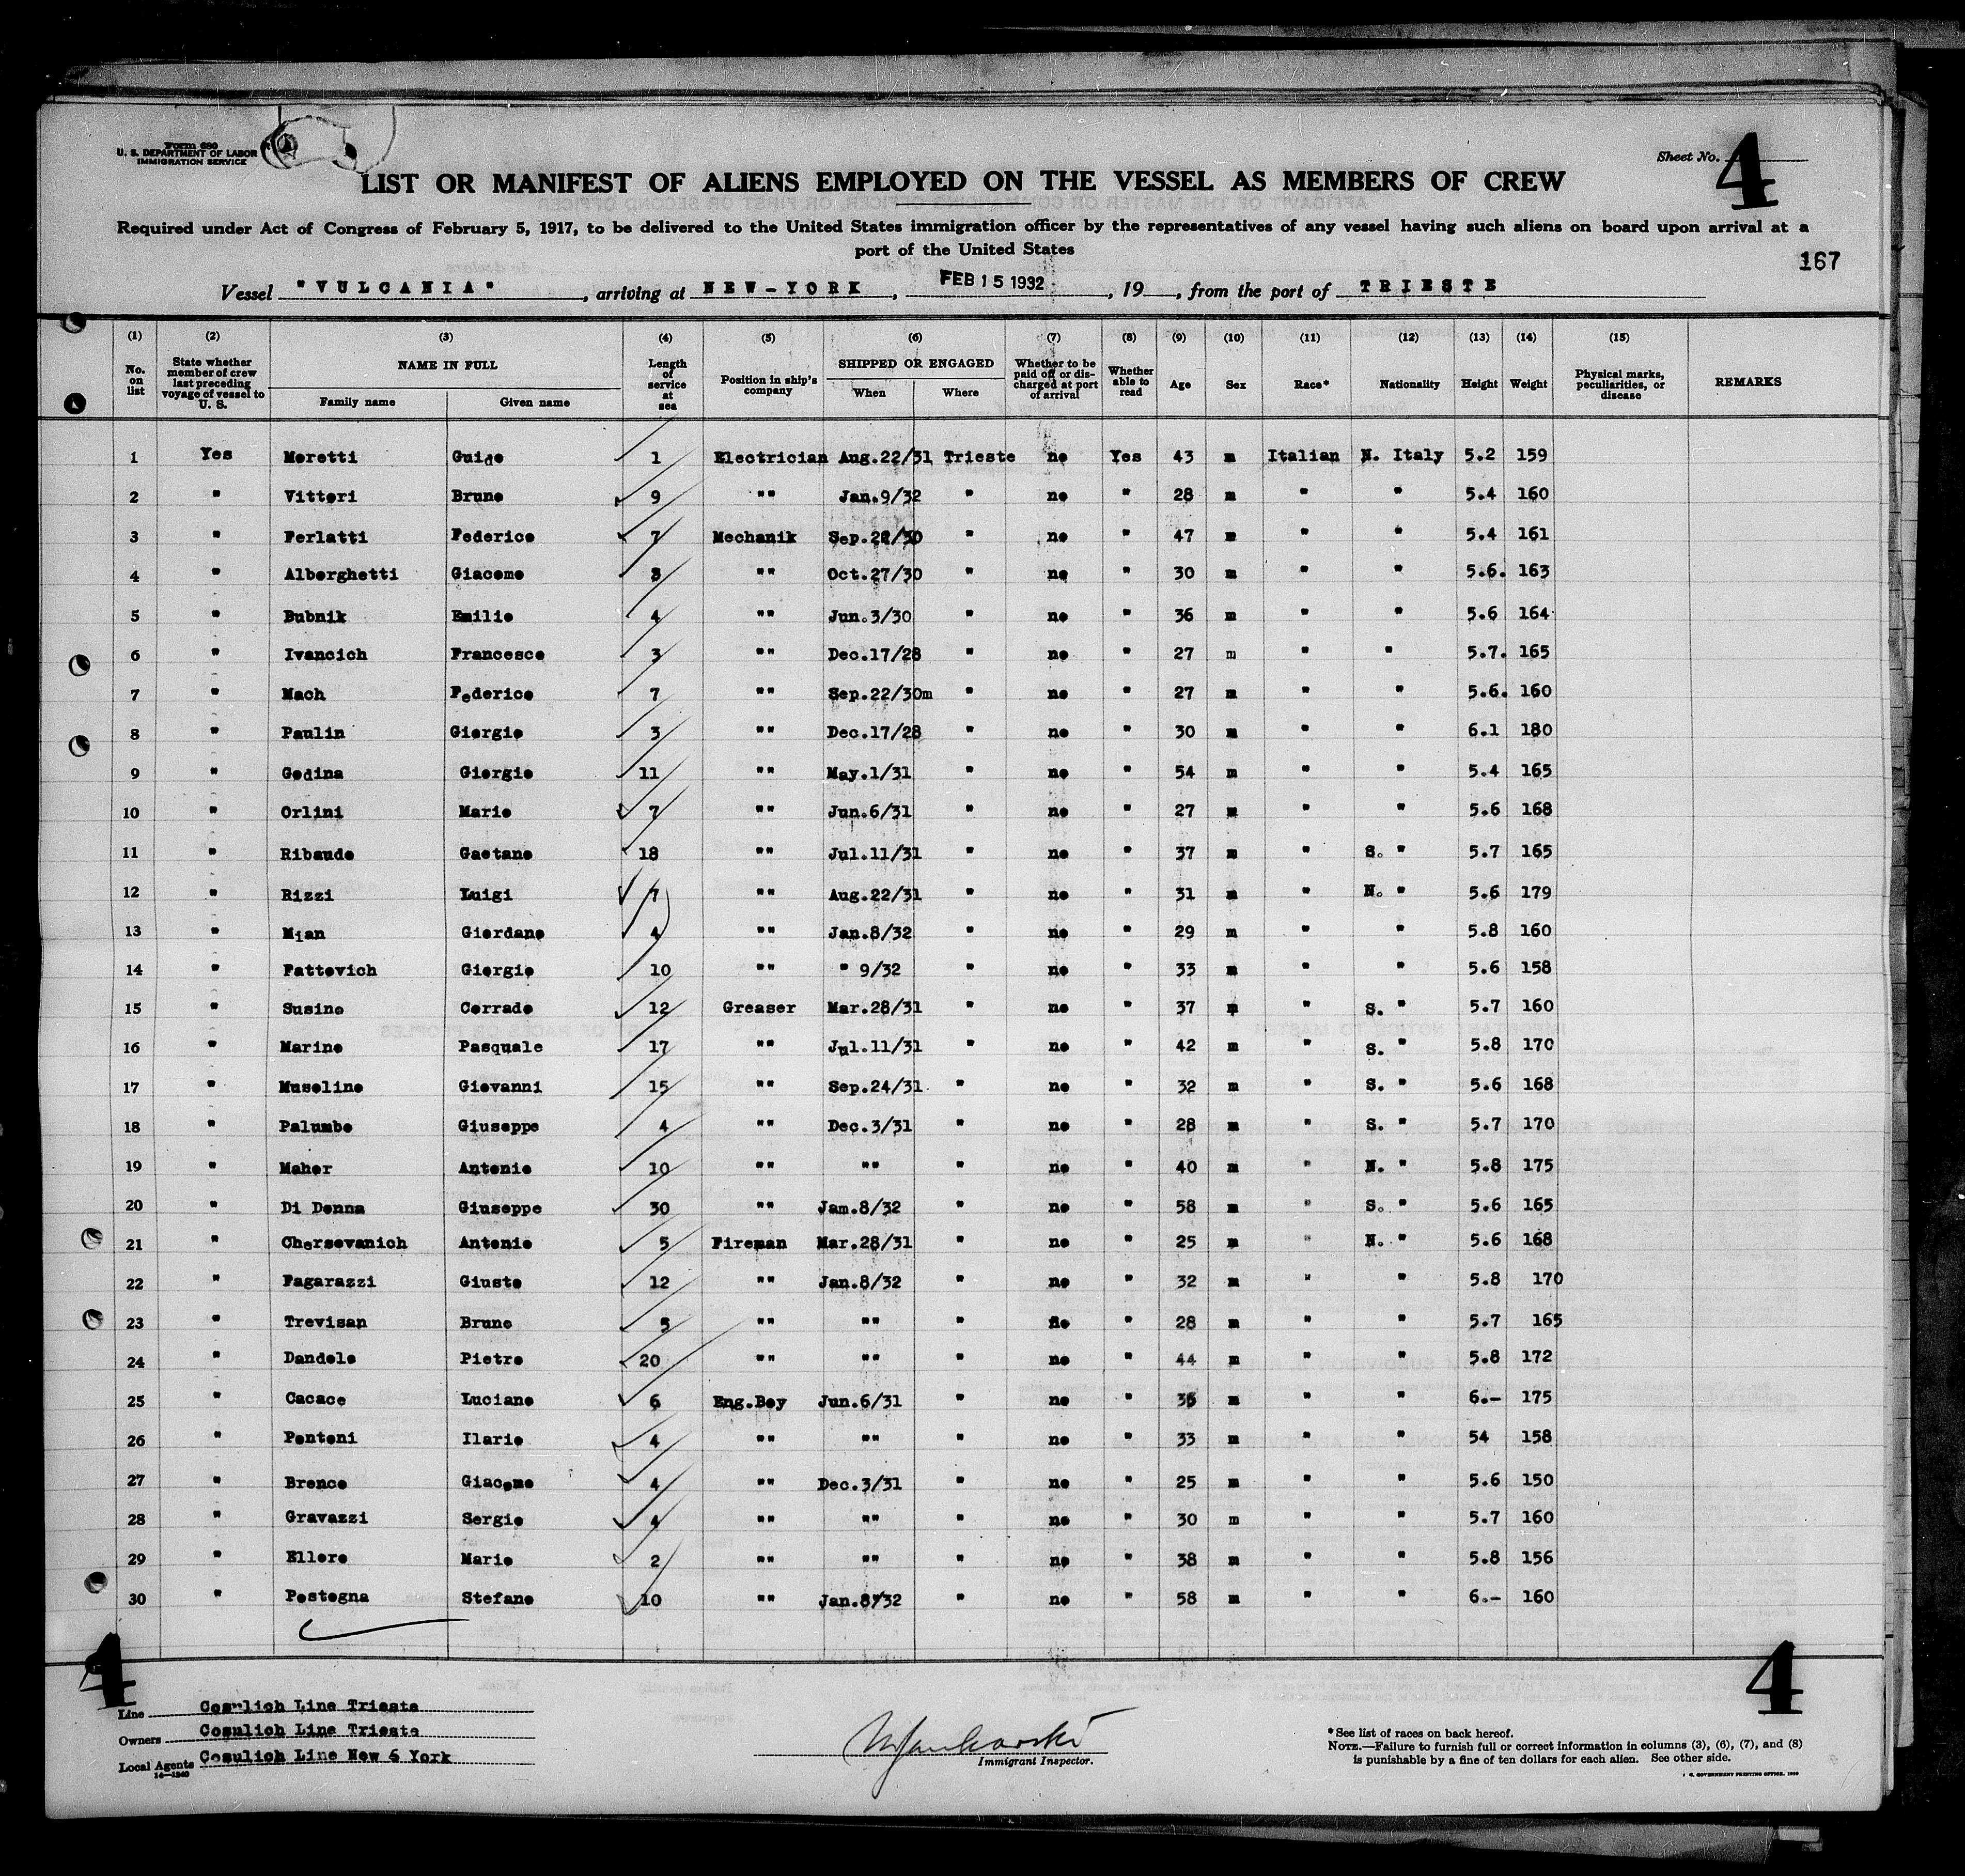 Form 680
U. S. DEPARTMENT OF LABOR
IMMIGRATION SERVICE
Sheet No. 4
LIST OR MANIFEST OF ALIENS EMPLOYED ON THE VESSEL AS MEMBERS OF CREW
Required under Act of Congress of February 5, 1917, to be delivered to the United States immigration officer by the representatives of any vessel having such aliens on board upon arrival at a
port of the United States
167
Vessel "VULCANIA", arriving at NEW-YORK, FEB 15 1932, 19, from the port of TRIESTE
(1) (2) (3) (4) (5) (6) (7) (8) (9) (10) (11) (12) (13) (14) (15)
No. on list State whether member of crew last preceding voyage of vessel to U. S. NAME IN FULL Family name Given name Length of service at sea Position in ship's company SHIPPED OR ENGAGED When Where Whether to be paid off or discharged at port of arrival Whether able to read Age Sex Race* Nationality Height Weight Physical marks, peculiarities, or disease REMARKS
1 Yes Moretti Guido 1 Electrician Aug.22/31 Trieste no Yes 43 m Italian N. Italy 5.2 159
2 " Vittori Bruno 9 "" Jan.9/32 " no " 28 m " " 5.4 160
3 " Ferlatti Federico 7 Mechanik Sep.22/30 " no " 47 m " " 5.4 161
4 " Alberghetti Giacomo 8 "" Oct.27/30 " no " 30 m " " 5.6. 163
5 " Bubnik Emilio 4 "" Jun.3/30 " no " 36 m " " 5.6 164
6 " Ivancich Francesco 3 "" Dec.17/28 " no " 27 m " " 5.7. 165
7 " Mach Federico 7 "" Sep.22/30m " no " 27 m " " 5.6. 160
8 " Paulin Giorgio 3 "" Dec.17/28 " no " 30 m " " 6.1 180
9 " Godina Giorgio 11 "" May.1/31 " no " 54 m " " 5.4 165
10 " Orlini Mario 7 "" Jun.6/31 " no " 27 m " " 5.6 168
11 " Ribaudo Gaetano 18 "" Jul.11/31 " no " 37 m " S. " 5.7 165
12 " Rizzi Luigi 7 "" Aug.22/31 " no " 31 m " N. " 5.6 179
13 " Mian Giordano 4 "" Jan.8/32 " no " 29 m " " 5.8 160
14 " Fattovich Giorgio 10 "" " 9/32 " no " 33 m " " 5.6 158
15 " Susino Corrado 12 Greaser Mar.28/31 " no " 37 m " S. " 5.7 160
16 " Marino Pasquale 17 "" Jul.11/31 " no " 42 m " S. " 5.8 170
17 " Musolino Giovanni 15 "" Sep.24/31. " no " 32 m " S. " 5.6 168
18 " Palumbo Giuseppe 4 "" Dec.3/31 " no " 28 m " S. " 5.7 170
19 " Maher Antonio 10 "" "" " no " 40 m " N. " 5.8 175
20 " Di Donna Giuseppe 30 "" Jam.8/32 " no " 58 m " S. " 5.6 165
21 " Chersovanich Antonio 5 Fireman Mar.28/31 " no " 25 m " N. " 5.6 168
22 " Fagarazzi Giusto 12 "" Jan.8/32 " no " 32 m " " 5.8 170
23 " Trevisan Bruno 5 "" "" " no " 28 m " " 5.7 165
24 " Dandolo Pietro 20 "" "" " no " 44 m " " 5.8 172
25 " Cacace Luciano 6 Eng.Boy Jun.6/31 " no " 36 m " " 6.- 175
26 " Pontoni Ilario 4 "" "" " no " 33 m " " 54 158
27 " Brence Giacomo 4 "" Dec.3/31 " no " 25 m " " 5.6 150
28 " Gravazzi Sergio 4 "" "" " no " 30 m " " 5.7 160
29 " Ellero Mario 2 "" "" " no " 38 m " " 5.8 156
30 " Postogna Stefano 10 "" Jan.8/32 " no " 58 m " " 6.- 160
4 4
Line Cosulich Line Trieste
Owners Cosulich Line Trieste
Local Agents Cosulich Line New & York
14—1240
Immigrant Inspector.
*See list of races on back hereof.
NOTE.—Failure to furnish full or correct information in columns (3), (6), (7), and (8)
is punishable by a fine of ten dollars for each alien. See other side.
GOVERNMENT PRINTING OFFICE